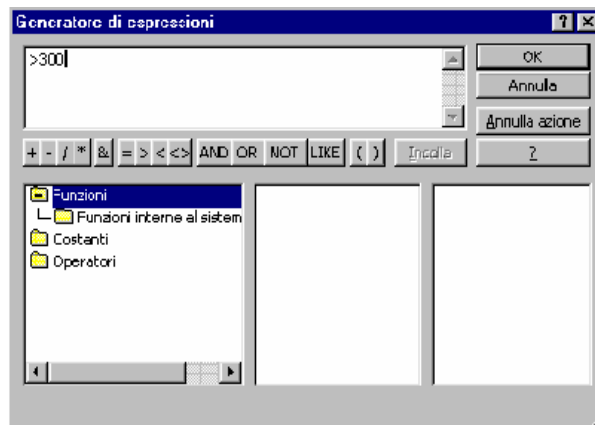 Generatore di espressioni
>300
OK
Annulla
Annulla azione
+ - / * & = > < <> AND OR NOT LIKE ( )
Incolla
?
Funzioni
Funzioni interne al sistem
Costanti
Operatori